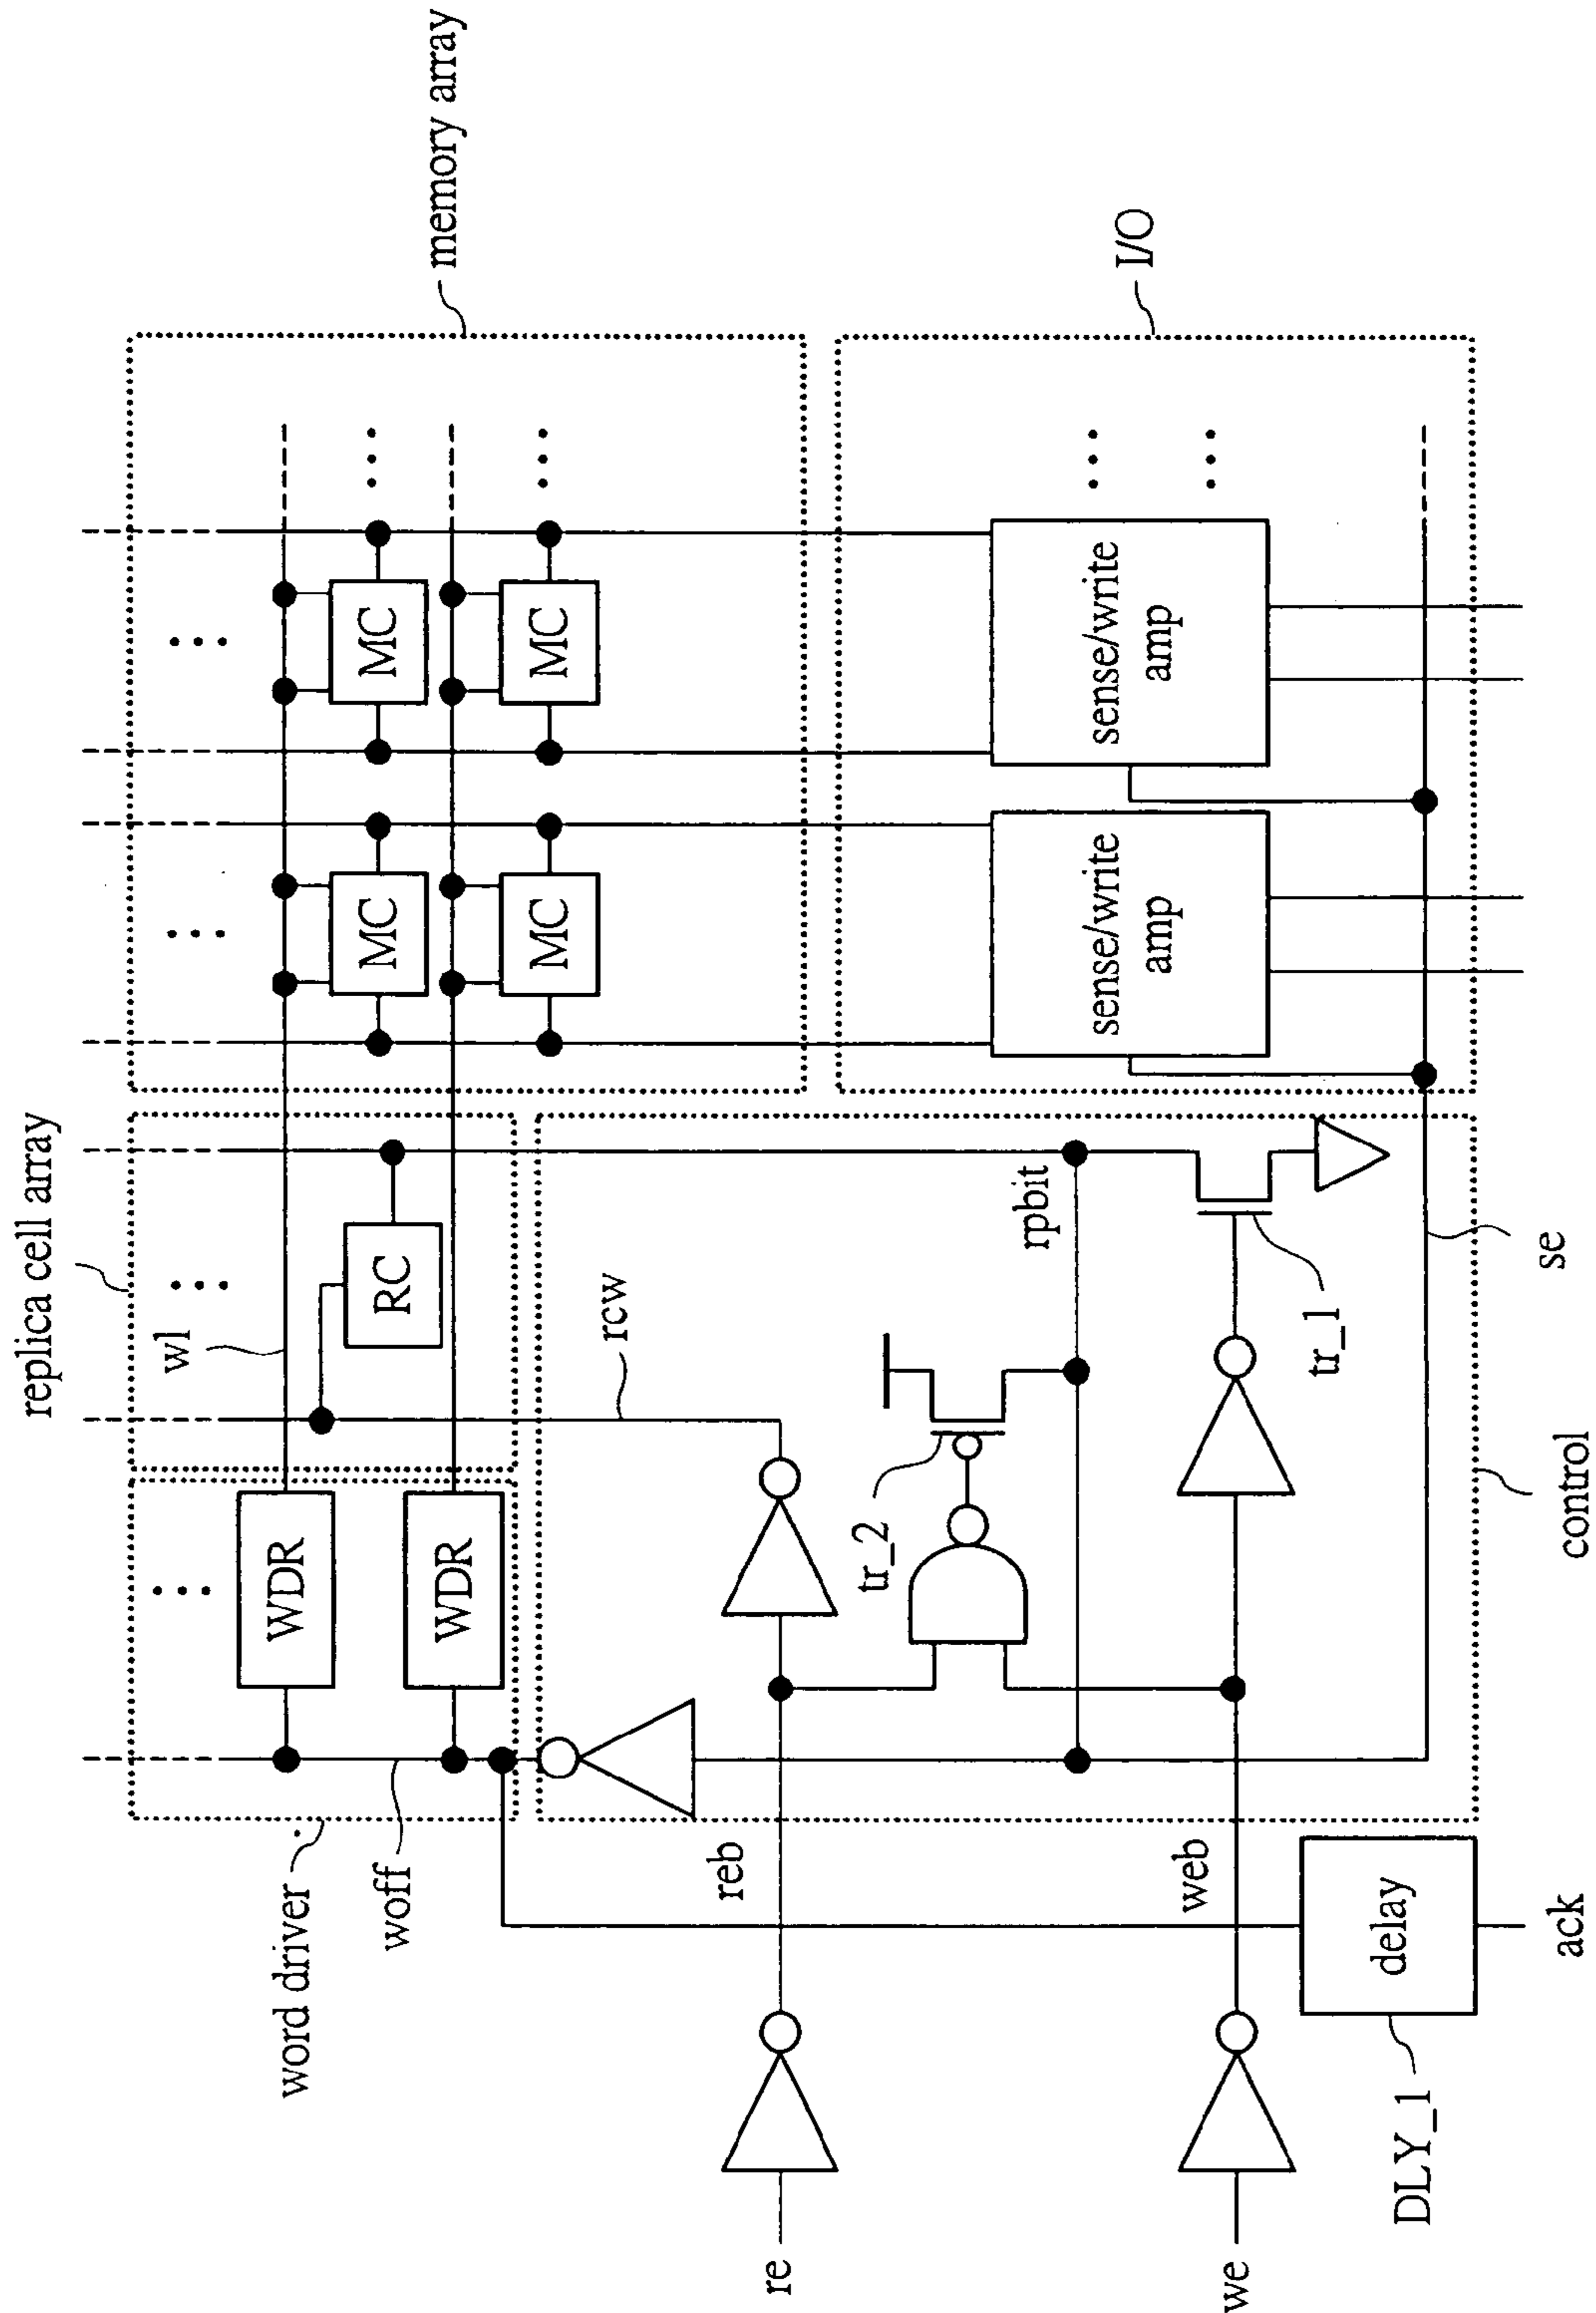 replica cell array
memory array
word driver
woff
WDR
WDR
...
wl
RC
...
MC
MC
MC
MC
...
...
...
...
rcw
re
reb
tr_2
rpbit
we
web
tr_1
sense/write
amp
sense/write
amp
...
...
I/O
DLY_1
delay
ack
control
se